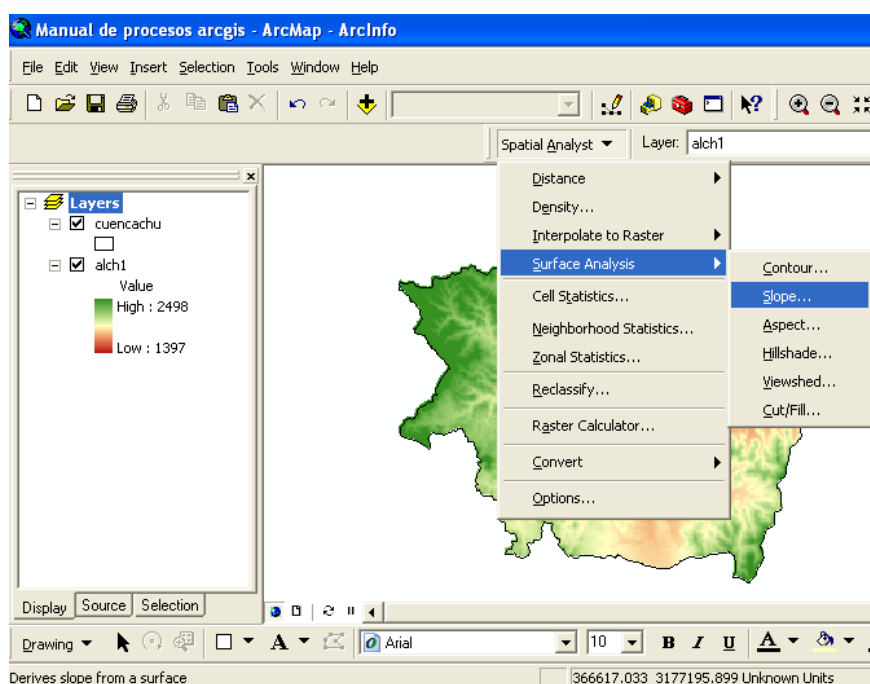 Manual de procesos arcgis - ArcMap - ArcInfo
File Edit View Insert Selection Tools Window Help
Spatial Analyst Layer: alch1
Layers
cuencachu
alch1
Value
High : 2498
Low : 1397
Distance
Density...
Interpolate to Raster
Surface Analysis
Cell Statistics...
Neighborhood Statistics...
Zonal Statistics...
Reclassify...
Raster Calculator...
Convert
Options...
Contour...
Slope...
Aspect...
Hillshade...
Viewshed...
Cut/Fill...
Display Source Selection
Drawing A Arial 10 B I U A
Derives slope from a surface 366617.033 3177195.899 Unknown Units